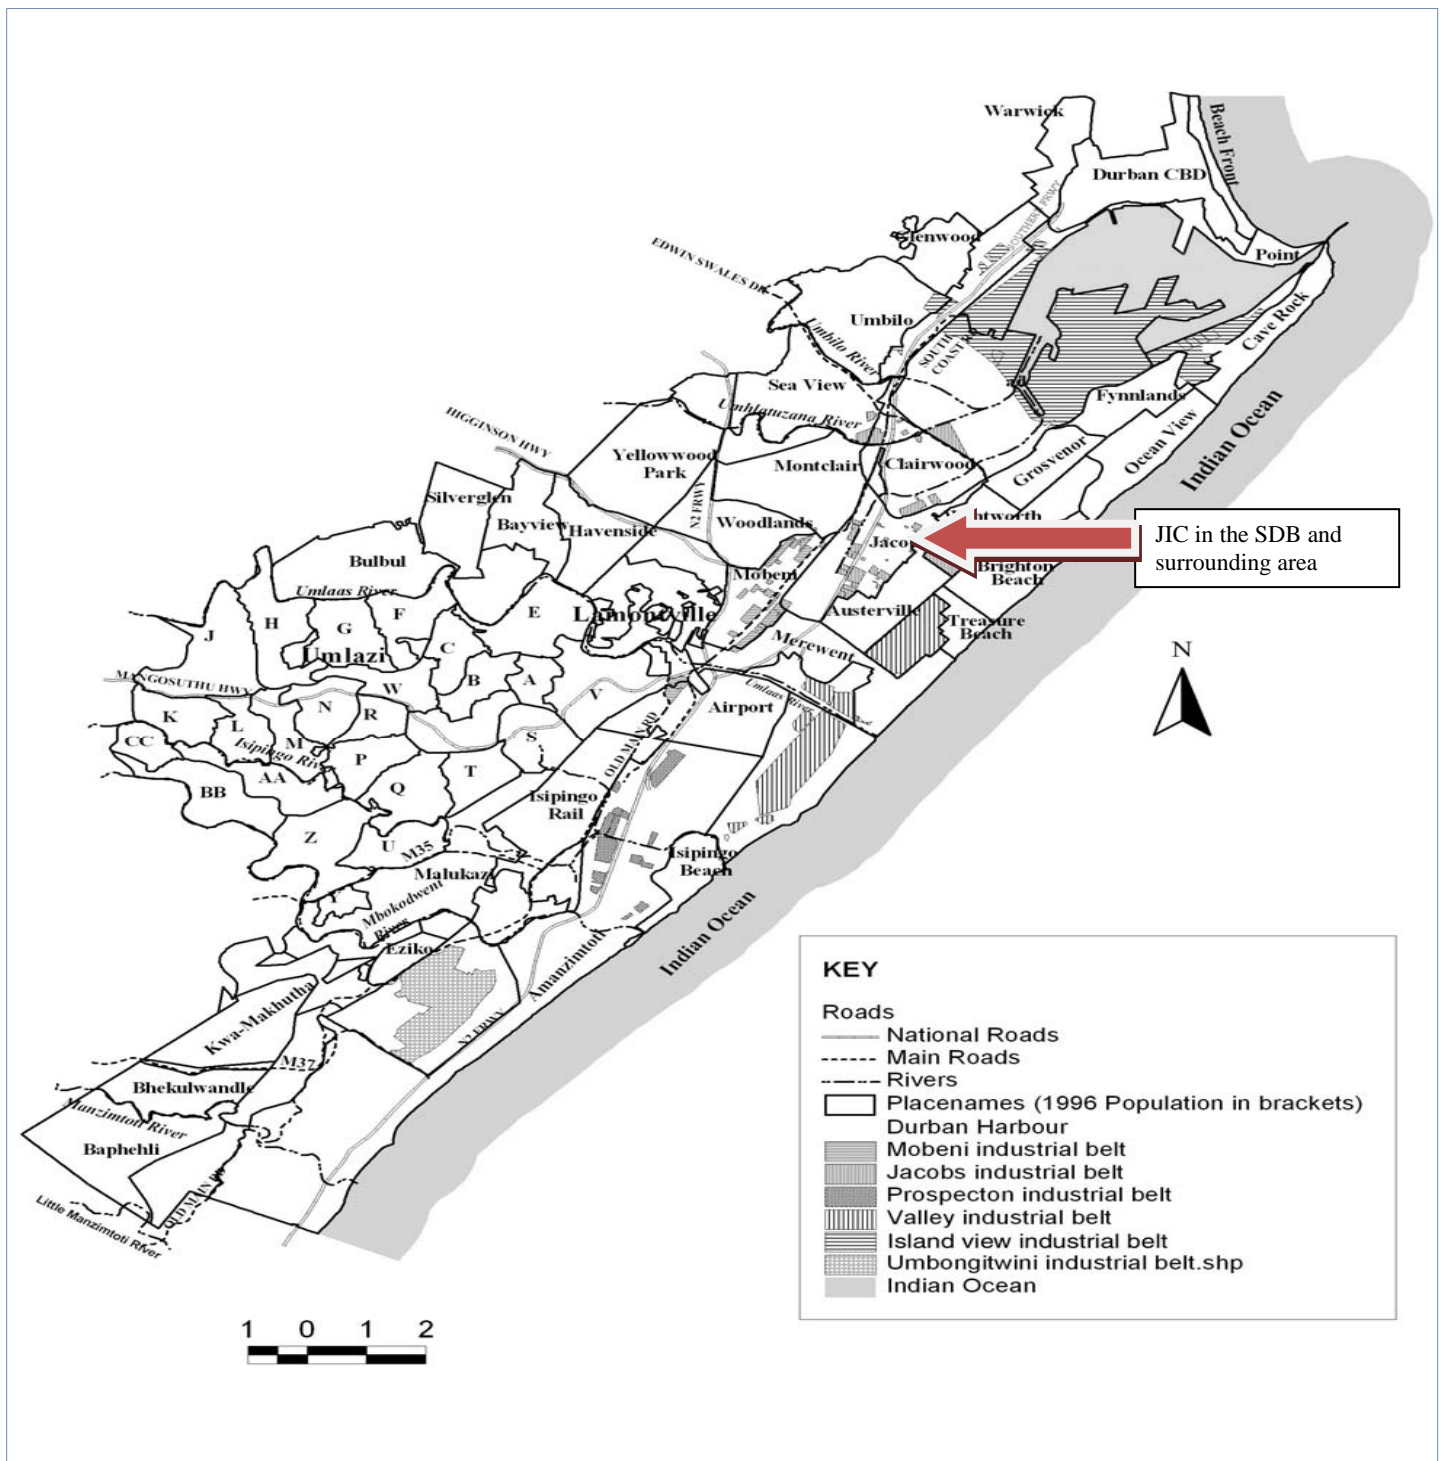 Warwick
Beach Front
Durban CBD
SOUTHERN FRWY
Glenwood
Point
EDWIN SWALES DR
Umbilo
Cave Rock
Umbilo River
SOUTH
COAST
Sea View
Fynnlands
Umhlatuzana River
Ocean View
Indian Ocean
HIGGINSON HWY
Yellowwood
Park
Montclair
Clairwood
Grosvenor
Silverglen
Bayview
Havenside
N2 FRWY
Woodlands
JIC in the SDB and
surrounding area
Bulbul
Mobeni
Brighton
Beach
Umlaas River
Lamontville
Austerville
Treasure
Beach
J
H
G
F
E
C
Umlazi
Merewent
N
MANGOSUTHU HWY
W
B
A
V
Umlaas River
Airport
K
L
N
R
CC
M
S
OLD MAIN RD
Isipingo River
P
T
BB
AA
Q
Isipingo
Rail
Z
U
M35
Isipingo
Beach
Malukazi
Mbokodwent
River
Eziko
Amanzimtoti
Indian Ocean
Kwa-Makhutha
N2 FRWY
M37
Bhekulwandle
Manzimtoti River
Baphehli
OLD MAIN RD
Little Manzimtoti River
KEY
Roads
National Roads
Main Roads
Rivers
Placenames (1996 Population in brackets)
Durban Harbour
Mobeni industrial belt
Jacobs industrial belt
Prospecton industrial belt
Valley industrial belt
Island view industrial belt
Umbongitwini industrial belt.shp
Indian Ocean
1 0 1 2